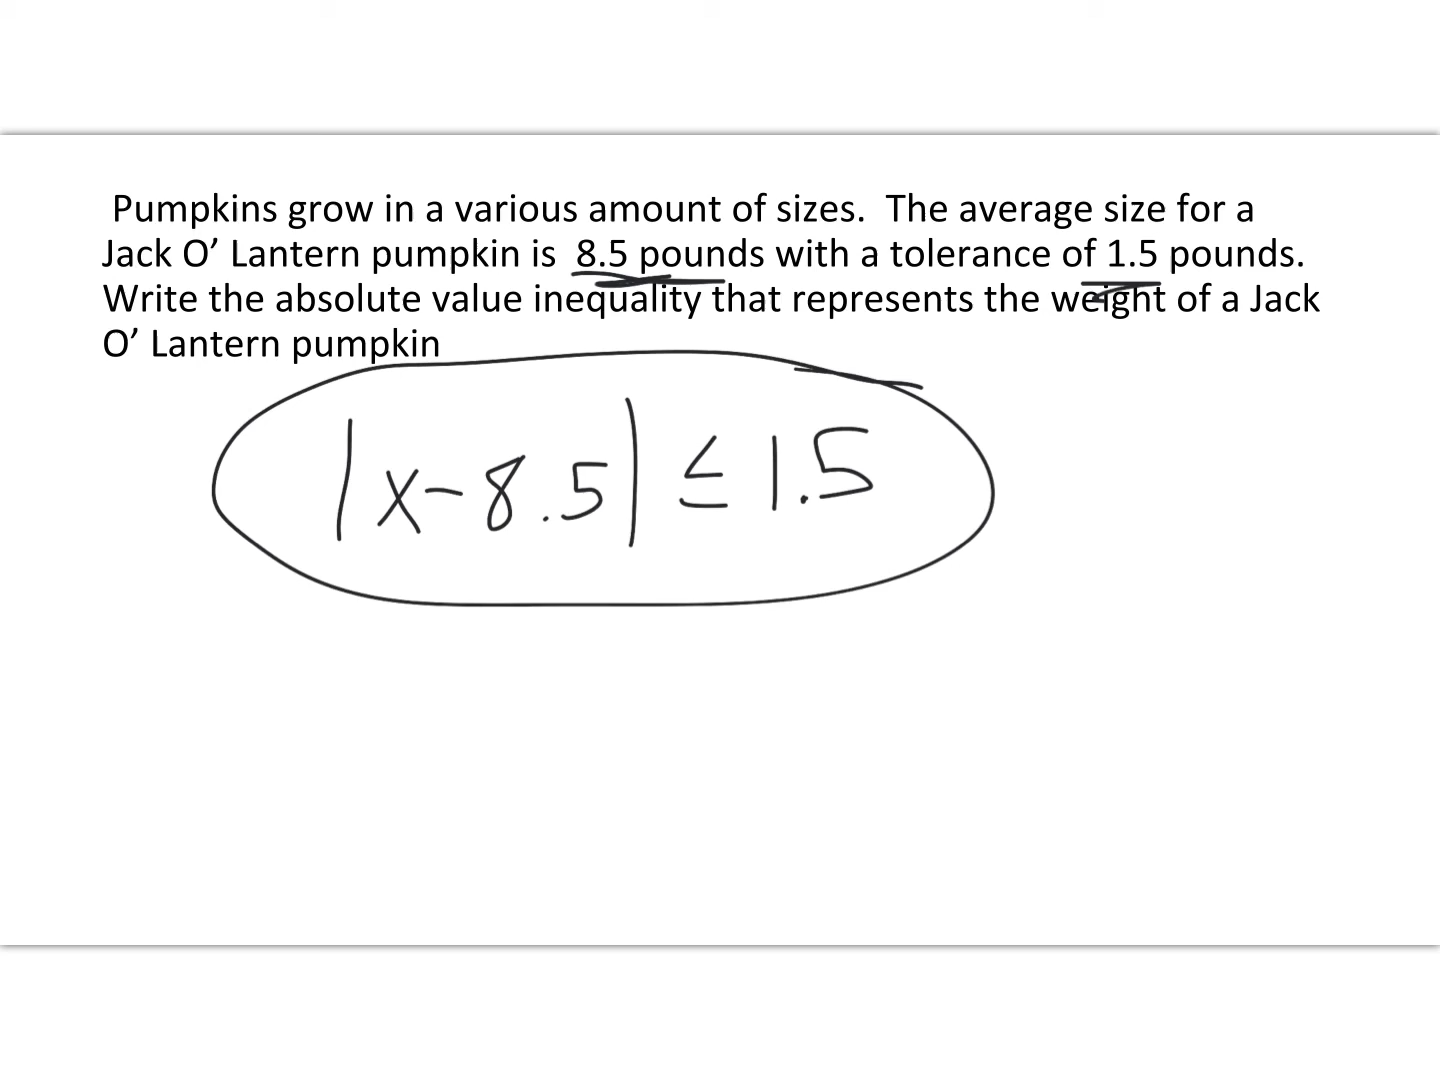 Pumpkins grow in a various amount of sizes.  The average size for a
Jack O’ Lantern pumpkin is  8.5 pounds with a tolerance of 1.5 pounds.
Write the absolute value inequality that represents the weight of a Jack
O’ Lantern pumpkin
|x-8.5| ≤ 1.5